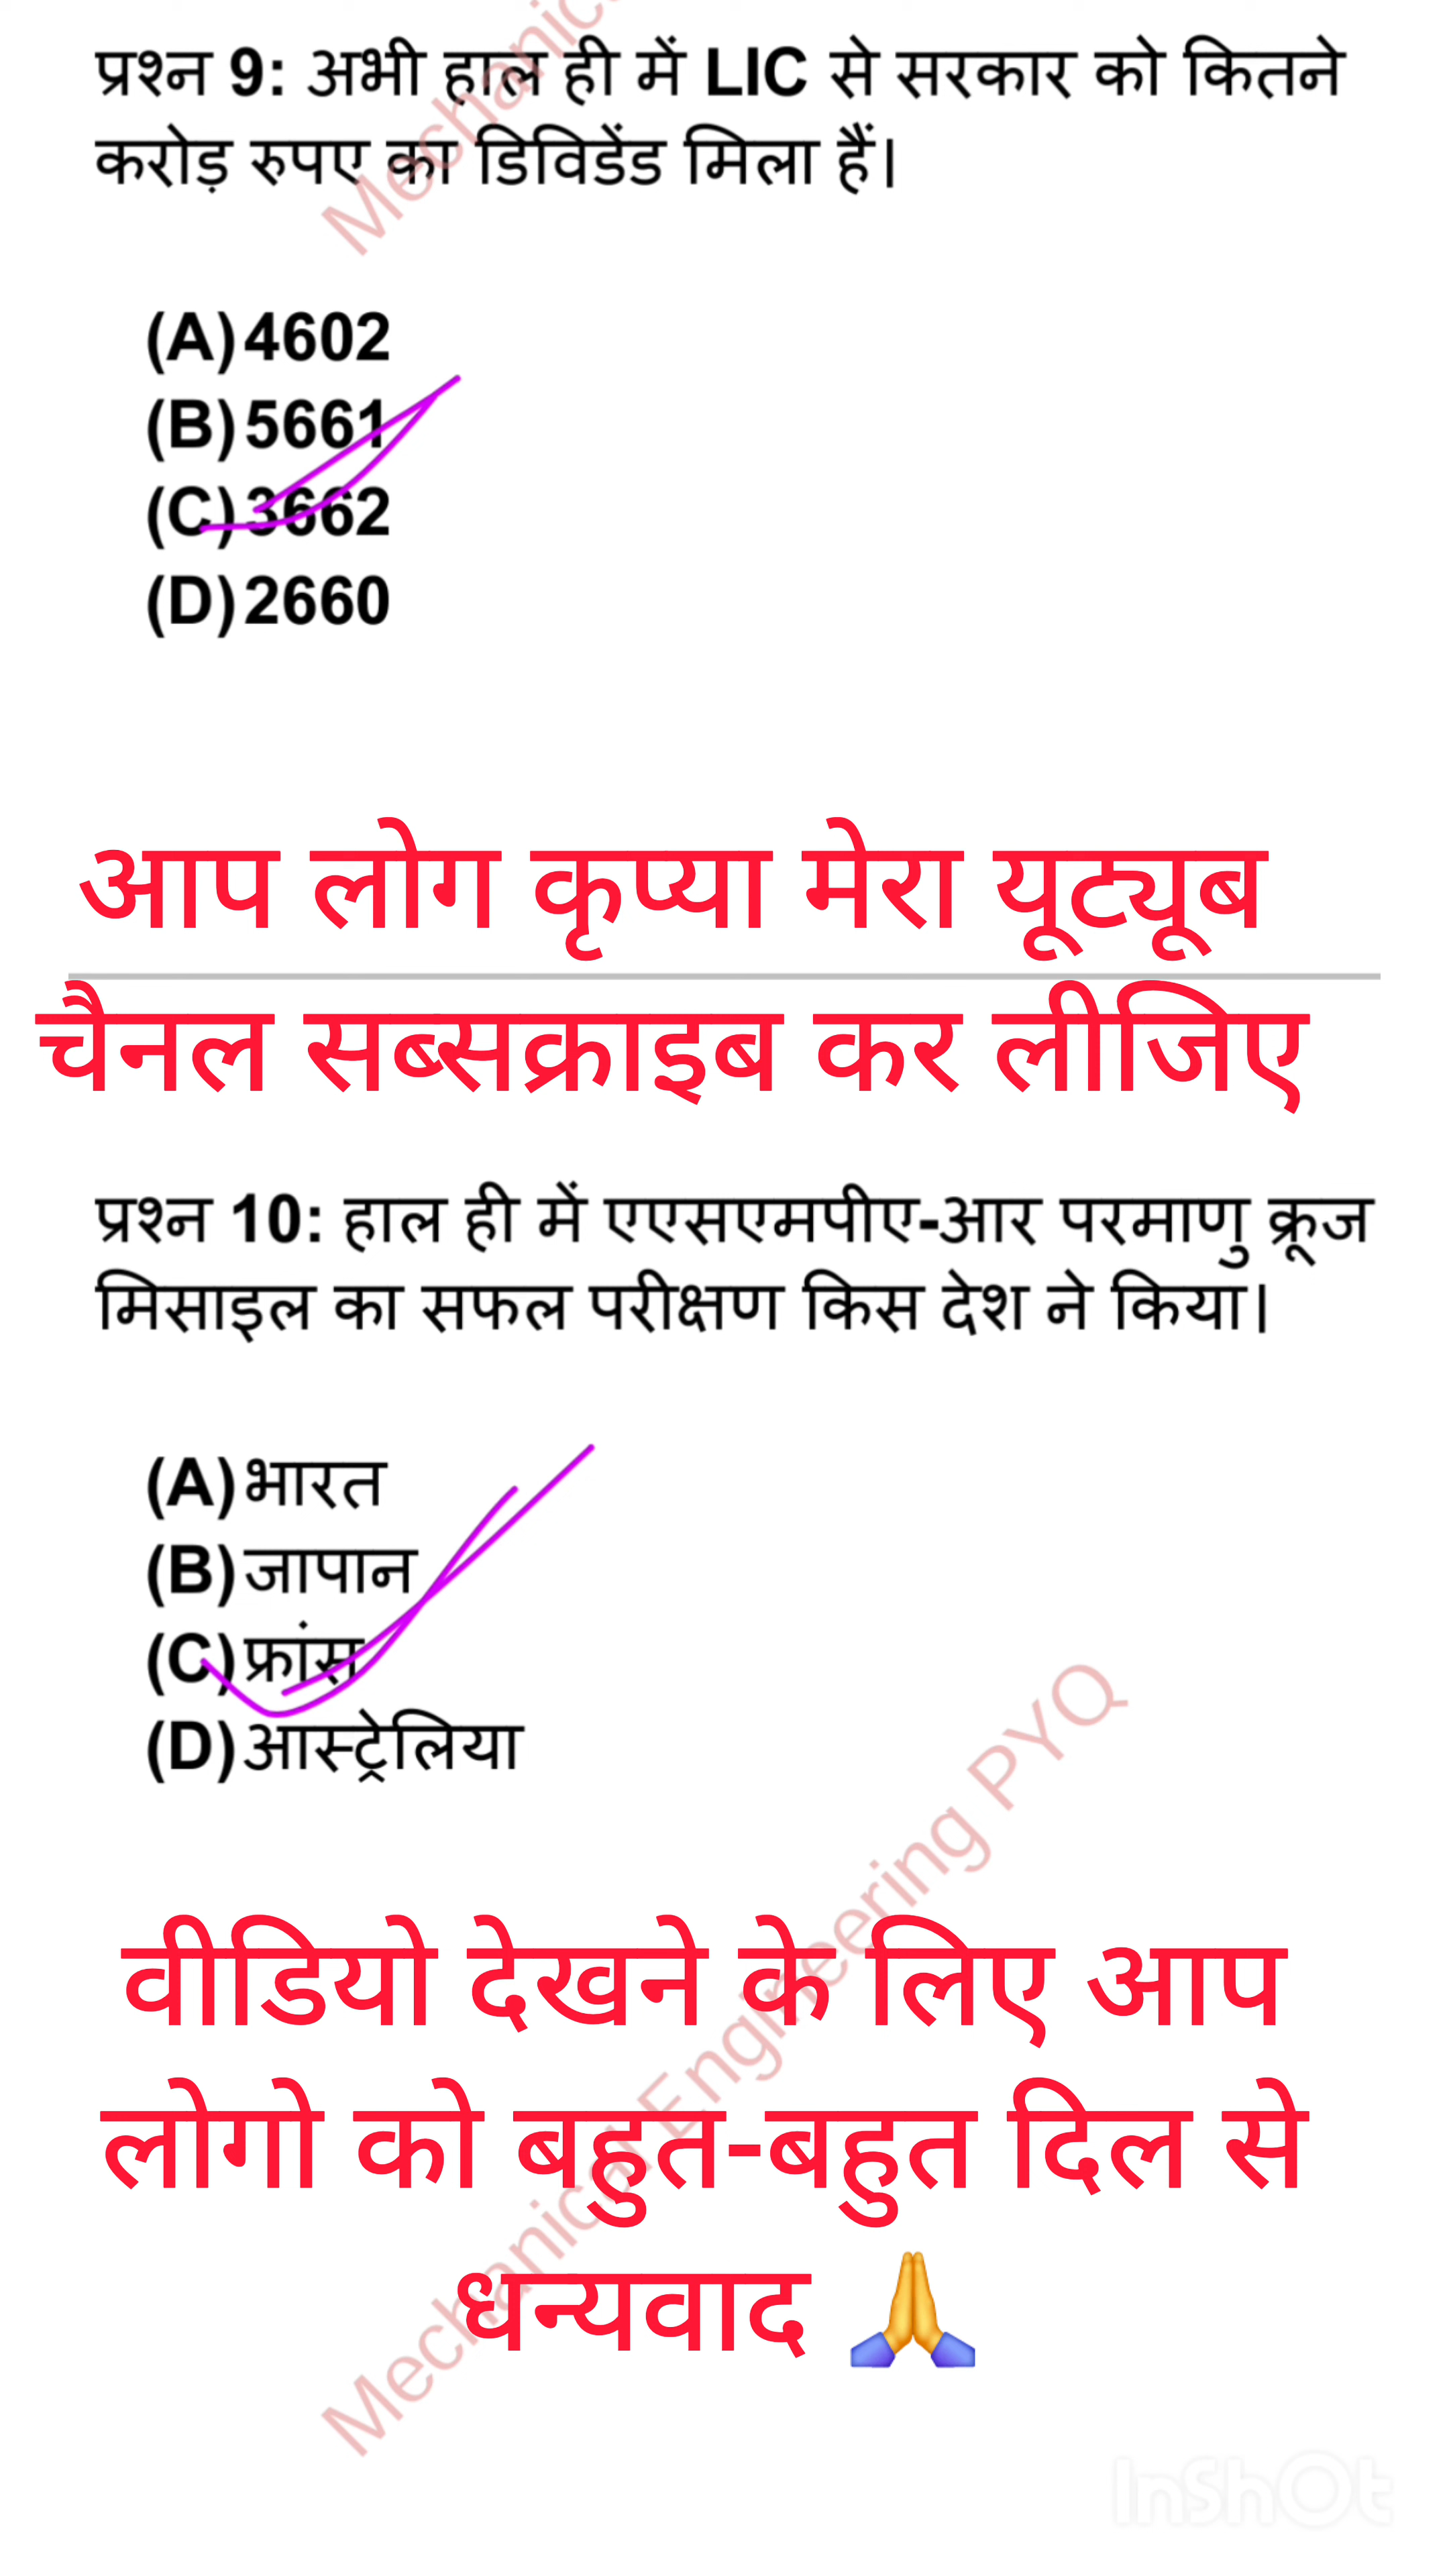 प्रश्न 9: अभी हाल ही में LIC से सरकार को कितने
करोड़ रुपए का डिविडेंड मिला हैं।
Mechanic
(A) 4602
(B) 5661
(C) 3662
(D) 2660
आप लोग कृप्या मेरा यूट्यूब
चैनल सब्सक्राइब कर लीजिए
प्रश्न 10: हाल ही में एएसएमपीए-आर परमाणु क्रूज
मिसाइल का सफल परीक्षण किस देश ने किया।
(A) भारत
(B) जापान
(C) फ्रांस
(D) आस्ट्रेलिया
Mechanical Engineering PYQ
वीडियो देखने के लिए आप
लोगो को बहुत-बहुत दिल से
धन्यवाद 🙏
InShOt